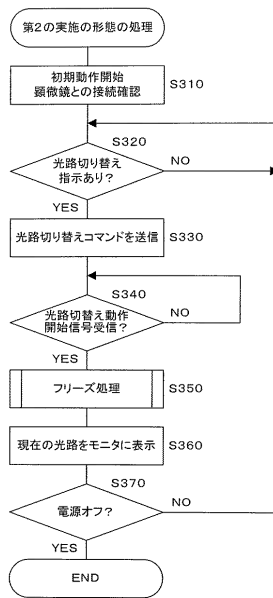 第2の実施の形態の処理
初期動作開始
顕微鏡との接続確認
S310
S320
光路切り替え
指示あり?
NO
YES
光路切り替えコマンドを送信
S330
S340
光路切替え動作
開始信号受信?
NO
YES
フリーズ処理
S350
現在の光路をモニタに表示
S360
S370
電源オフ?
NO
YES
END